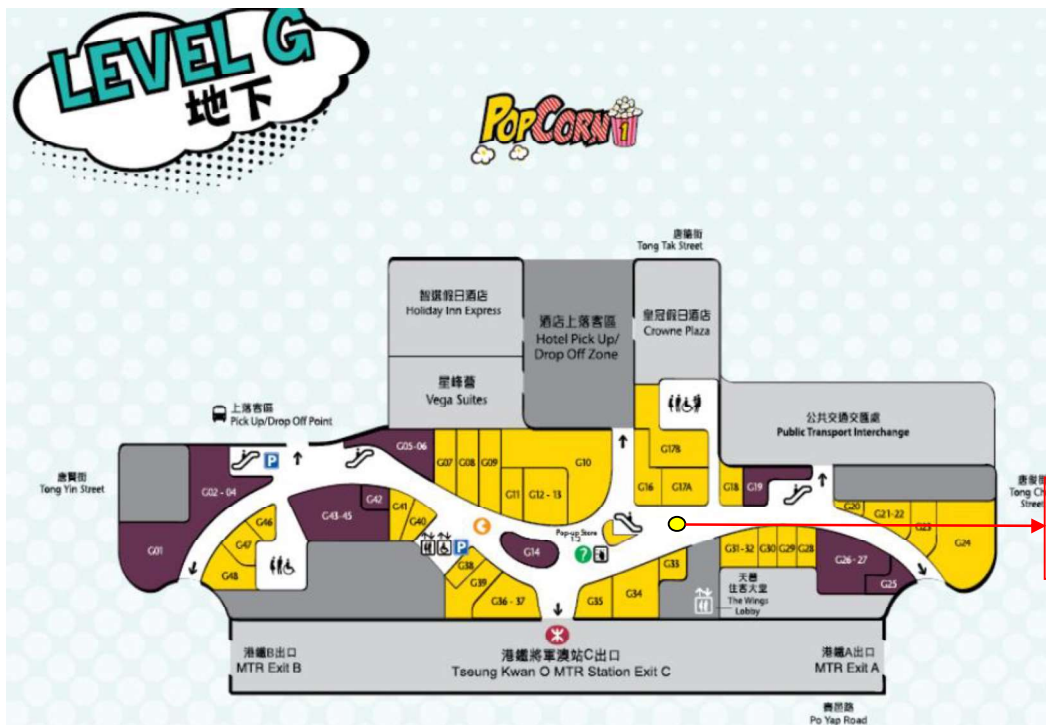 LEVEL G
地下
POPCORN 1
唐德街
Tong Tak Street
智選假日酒店
Holiday Inn Express
酒店上落客區
Hotel Pick Up/
Drop Off Zone
皇冠假日酒店
Crowne Plaza
星峰薈
Vega Suites
上落客區
Pick Up/Drop Off Point
公共交通交匯處
Public Transport Interchange
唐賢街
Tong Yin Street
唐俊街
Tong Ch
Street
G05-06
G07
G08
G09
G10
G11
G12 - 13
G17B
G16
G17A
G18
G19
G20
G21-22
G23
G24
G02 - 04
P
G42
G43-45
G41
G40
G46
G47
G48
G01
Pop-up Store
G14
?
P
G38
G39
G36 - 37
G35
G34
G33
G31-32
G30
G29
G28
G26 - 27
G25
天晉
住客大堂
The Wings
Lobby
港鐵B出口
MTR Exit B
港鐵將軍澳站C出口
Tseung Kwan O MTR Station Exit C
港鐵A出口
MTR Exit A
寶邑路
Po Yap Road